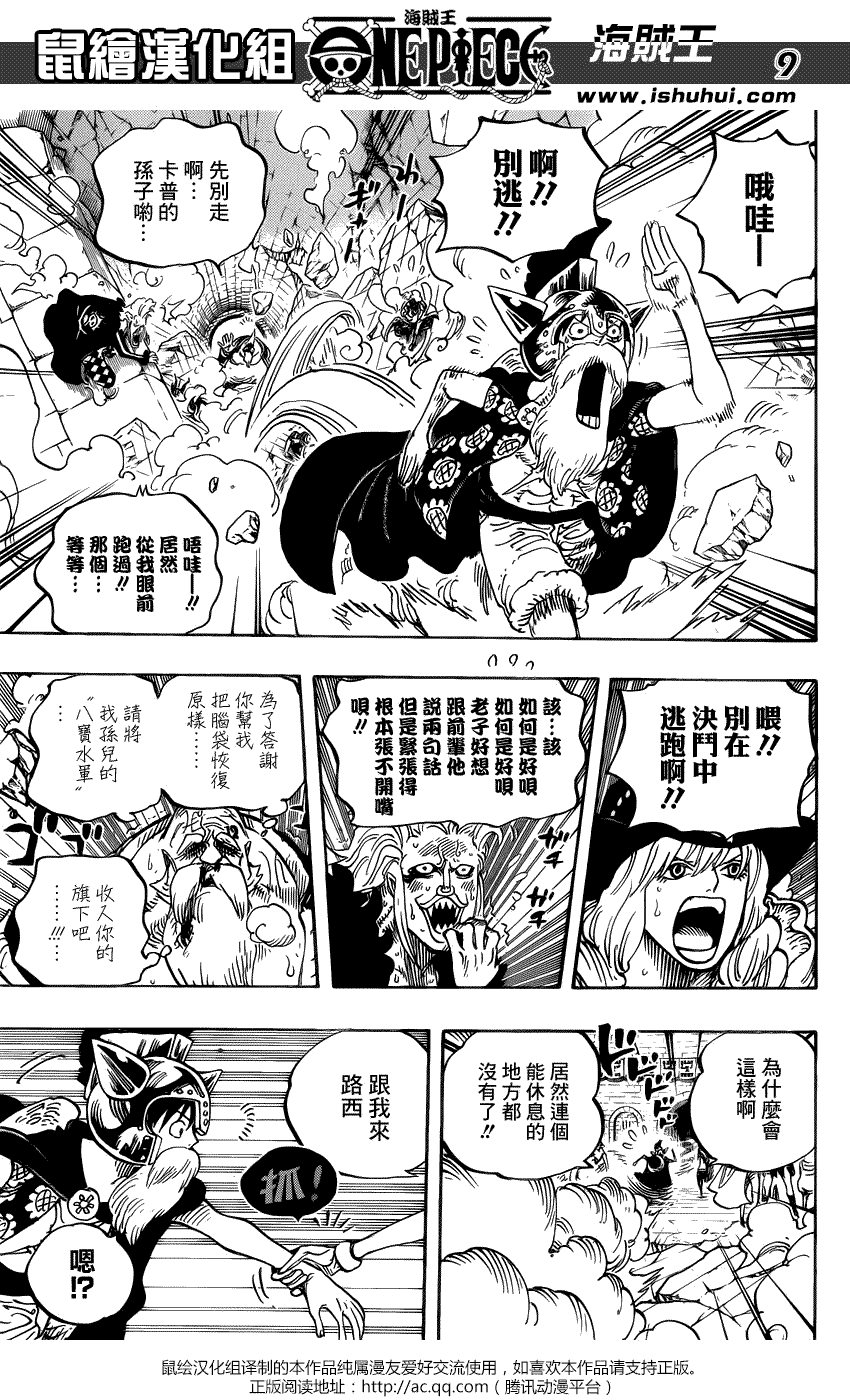 鼠繪漢化組
海賊王
ONE PIECE
海賊王
9
www.ishuhui.com
哦哇ー
啊!!
別逃!!
先別走
啊…
卡普的
孫子喲…
唔哇ー!!
居然
從我眼前
跑過!!
那個…
等等…
喂!!
別在
決鬥中
逃跑啊!!
該…該
如何是好唄
如何是好唄
老子好想
跟前輩他
說兩句話
但是緊張得
根本張不開嘴
唄!!
為了答謝
你幫我
把腦袋恢復
原樣……
請將
我孫兒的
“八寶水軍”
…
收人你的
旗下吧
……!!!
為什麼會
這樣啊
居然連個
能休息的
地方都
沒有了!!
ドドド
跟我來
路西
抓!
嗯!?
鼠绘汉化组译制的本作品纯属漫友爱好交流使用，如喜欢本作品请支持正版。
正版阅读地址：http://ac.qq.com（腾讯动漫平台）